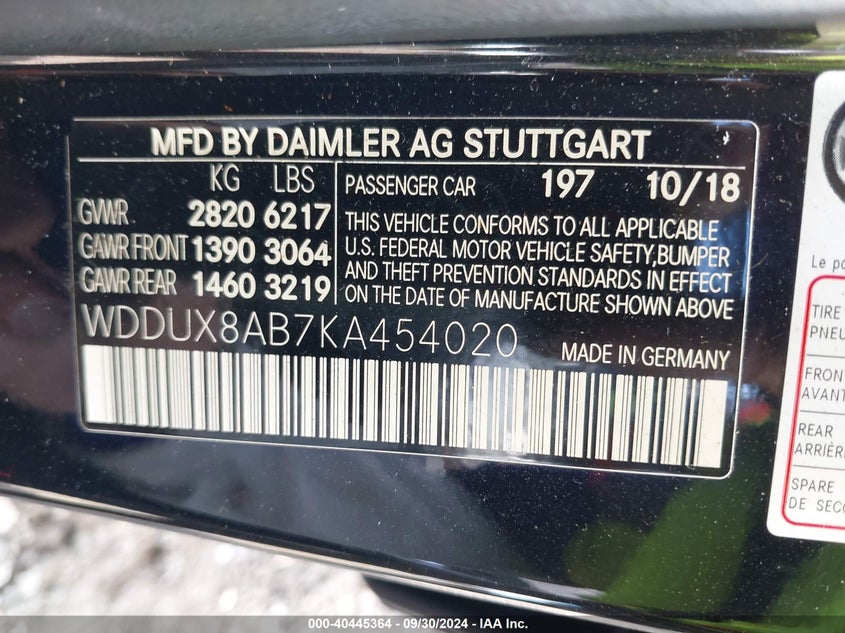 MFD BY DAIMLER AG STUTTGART
KG LBS
GVWR 2820 6217
GAWR FRONT 1390 3064
GAWR REAR 1460 3219
PASSENGER CAR 197 10/18
THIS VEHICLE CONFORMS TO ALL APPLICABLE
U.S. FEDERAL MOTOR VEHICLE SAFETY,BUMPER
AND THEFT PREVENTION STANDARDS IN EFFECT
ON THE DATE OF MANUFACTURE SHOWN ABOVE
WDDUX8AB7KA454020
MADE IN GERMANY
Le
TIRE
FRONT
AVANT
REAR
SPARE
DE
000-40445364 - 09/30/2024 - IAA Inc.